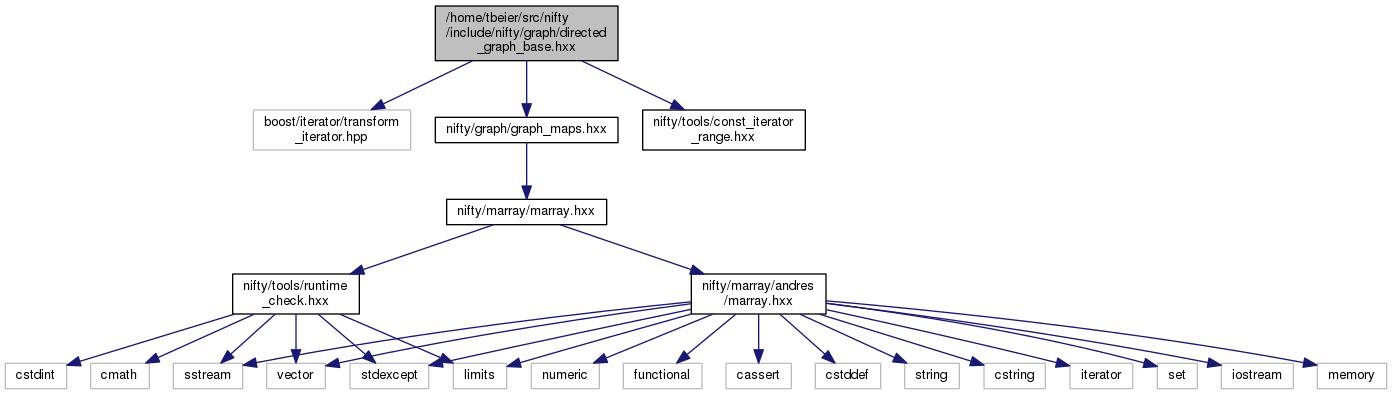 /home/tbeier/src/nifty
/include/nifty/graph/directed
_graph_base.hxx
boost/iterator/transform
_iterator.hpp
nifty/graph/graph_maps.hxx
nifty/tools/const_iterator
_range.hxx
nifty/marray/marray.hxx
nifty/tools/runtime
_check.hxx
nifty/marray/andres
/marray.hxx
cstdint
cmath
sstream
vector
stdexcept
limits
numeric
functional
cassert
cstddef
string
cstring
iterator
set
iostream
memory